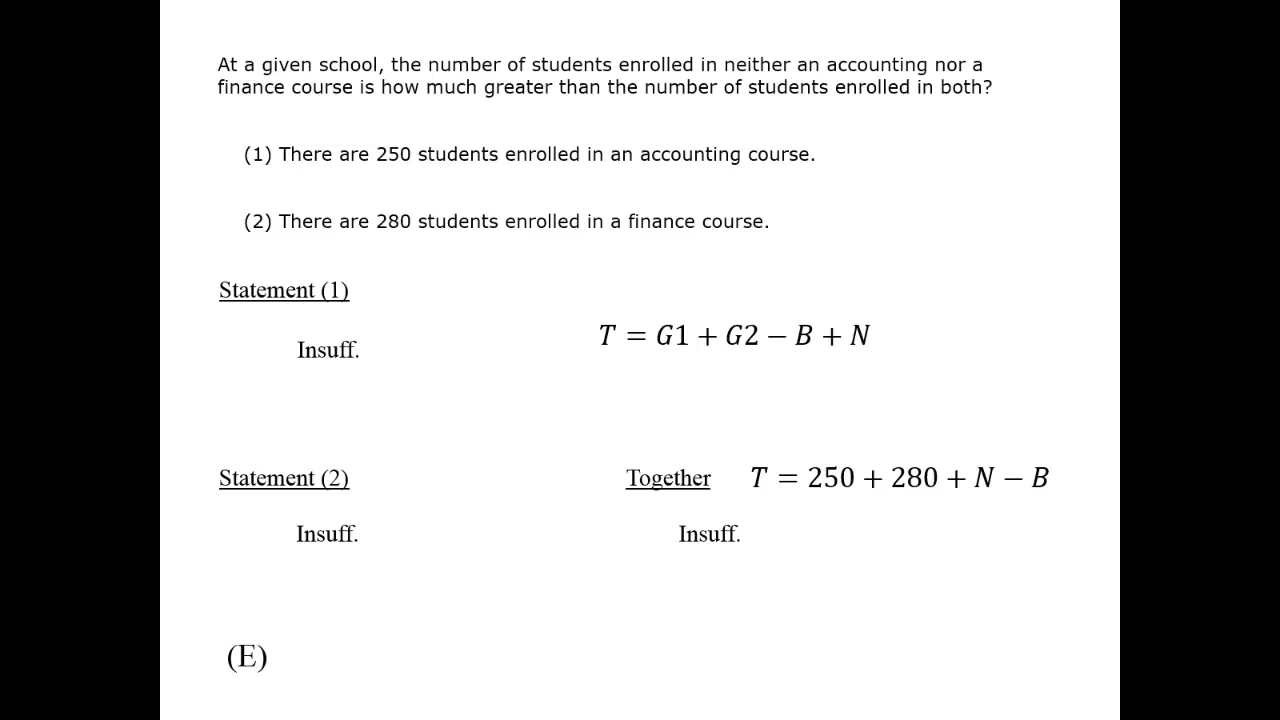 At a given school, the number of students enrolled in neither an accounting nor a
finance course is how much greater than the number of students enrolled in both?
(1) There are 250 students enrolled in an accounting course.
(2) There are 280 students enrolled in a finance course.
Statement (1)
Insuff.
T = G1 + G2 − B + N
Statement (2)
Insuff.
Together T = 250 + 280 + N − B
Insuff.
(E)